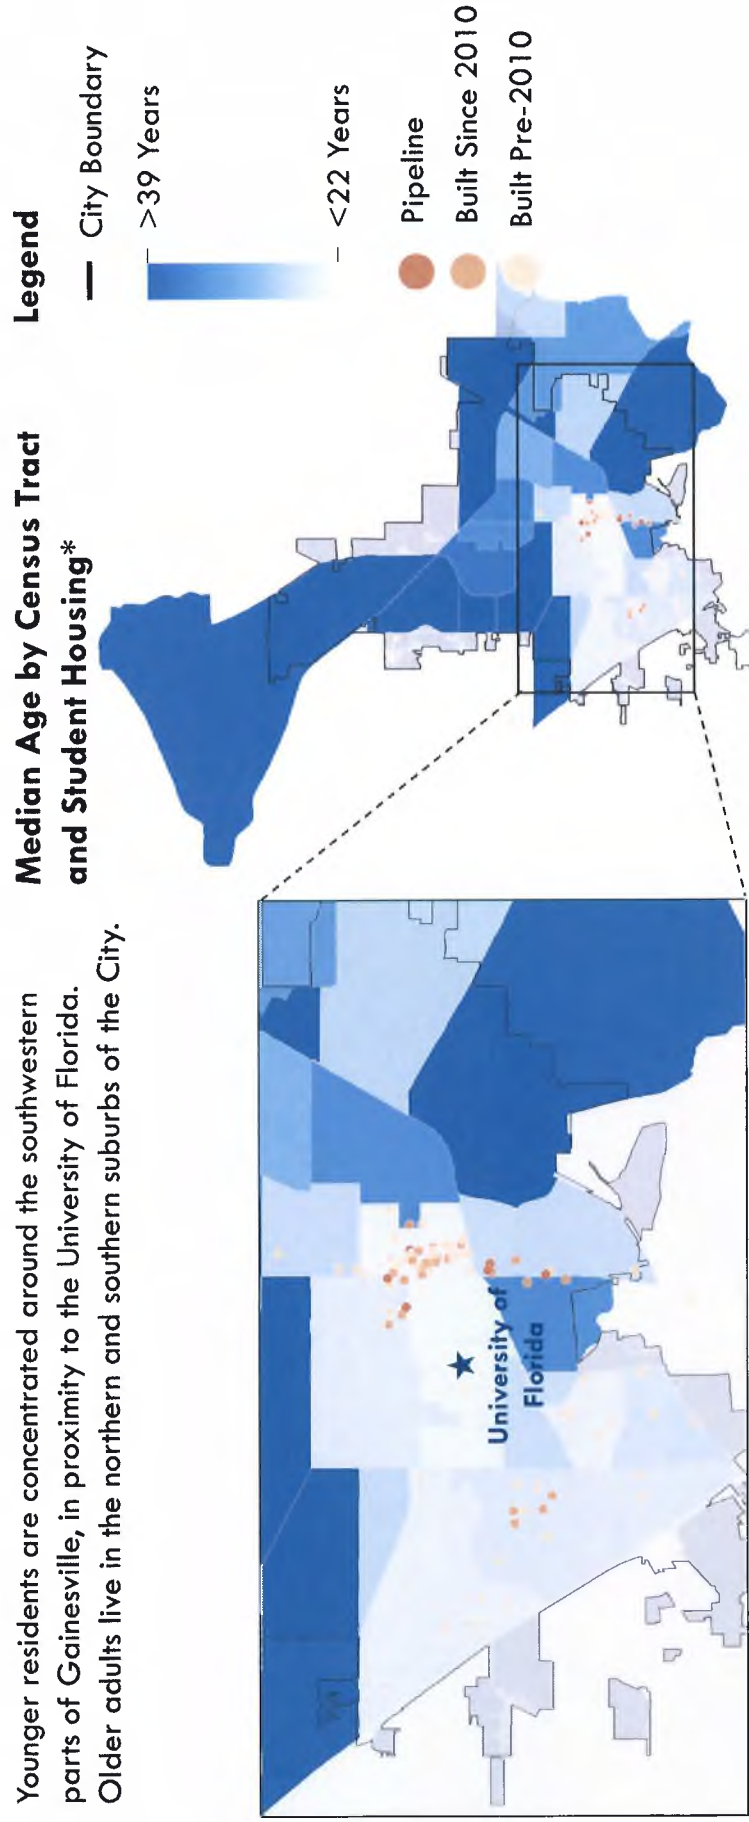 Younger residents are concentrated around the southwestern
parts of Gainesville, in proximity to the University of Florida.
Older adults live in the northern and southern suburbs of the City.
Median Age by Census Tract
and Student Housing*
Legend
City Boundary
>39 Years
<22 Years
Pipeline
Built Since 2010
Built Pre-2010
University of
Florida